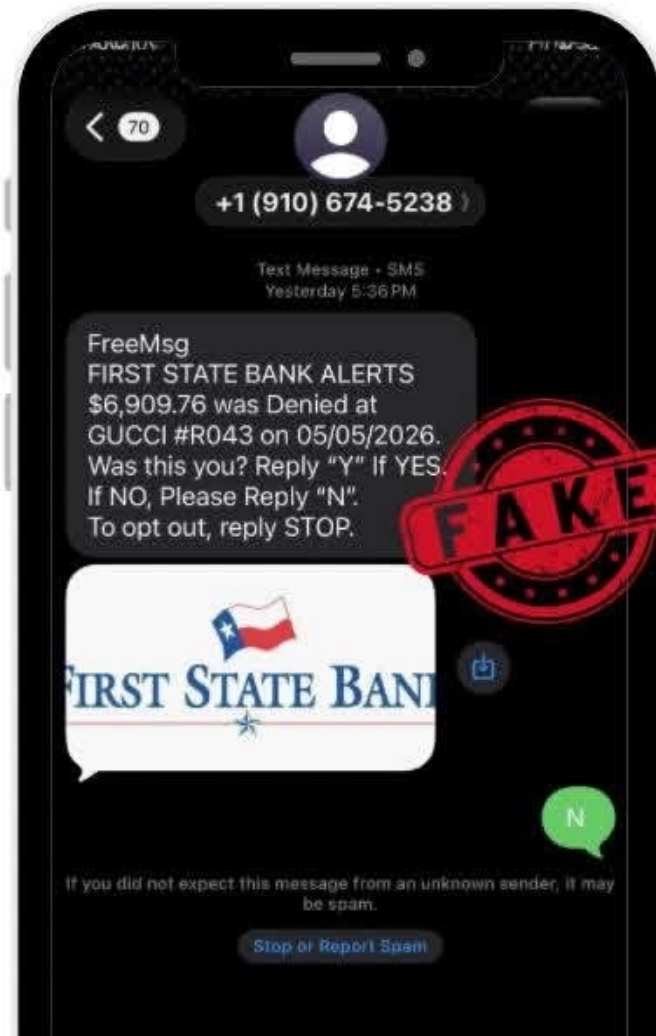 70
+1 (910) 674-5238
Text Message • SMS
Yesterday 5:36 PM
FreeMsg
FIRST STATE BANK ALERTS
$6,909.76 was Denied at
GUCCI #R043 on 05/05/2026.
Was this you? Reply “Y” If YES.
If NO, Please Reply “N”.
To opt out, reply STOP.
FAKE
FIRST STATE BANK
N
If you did not expect this message from an unknown sender, it may
be spam.
Stop or Report Spam